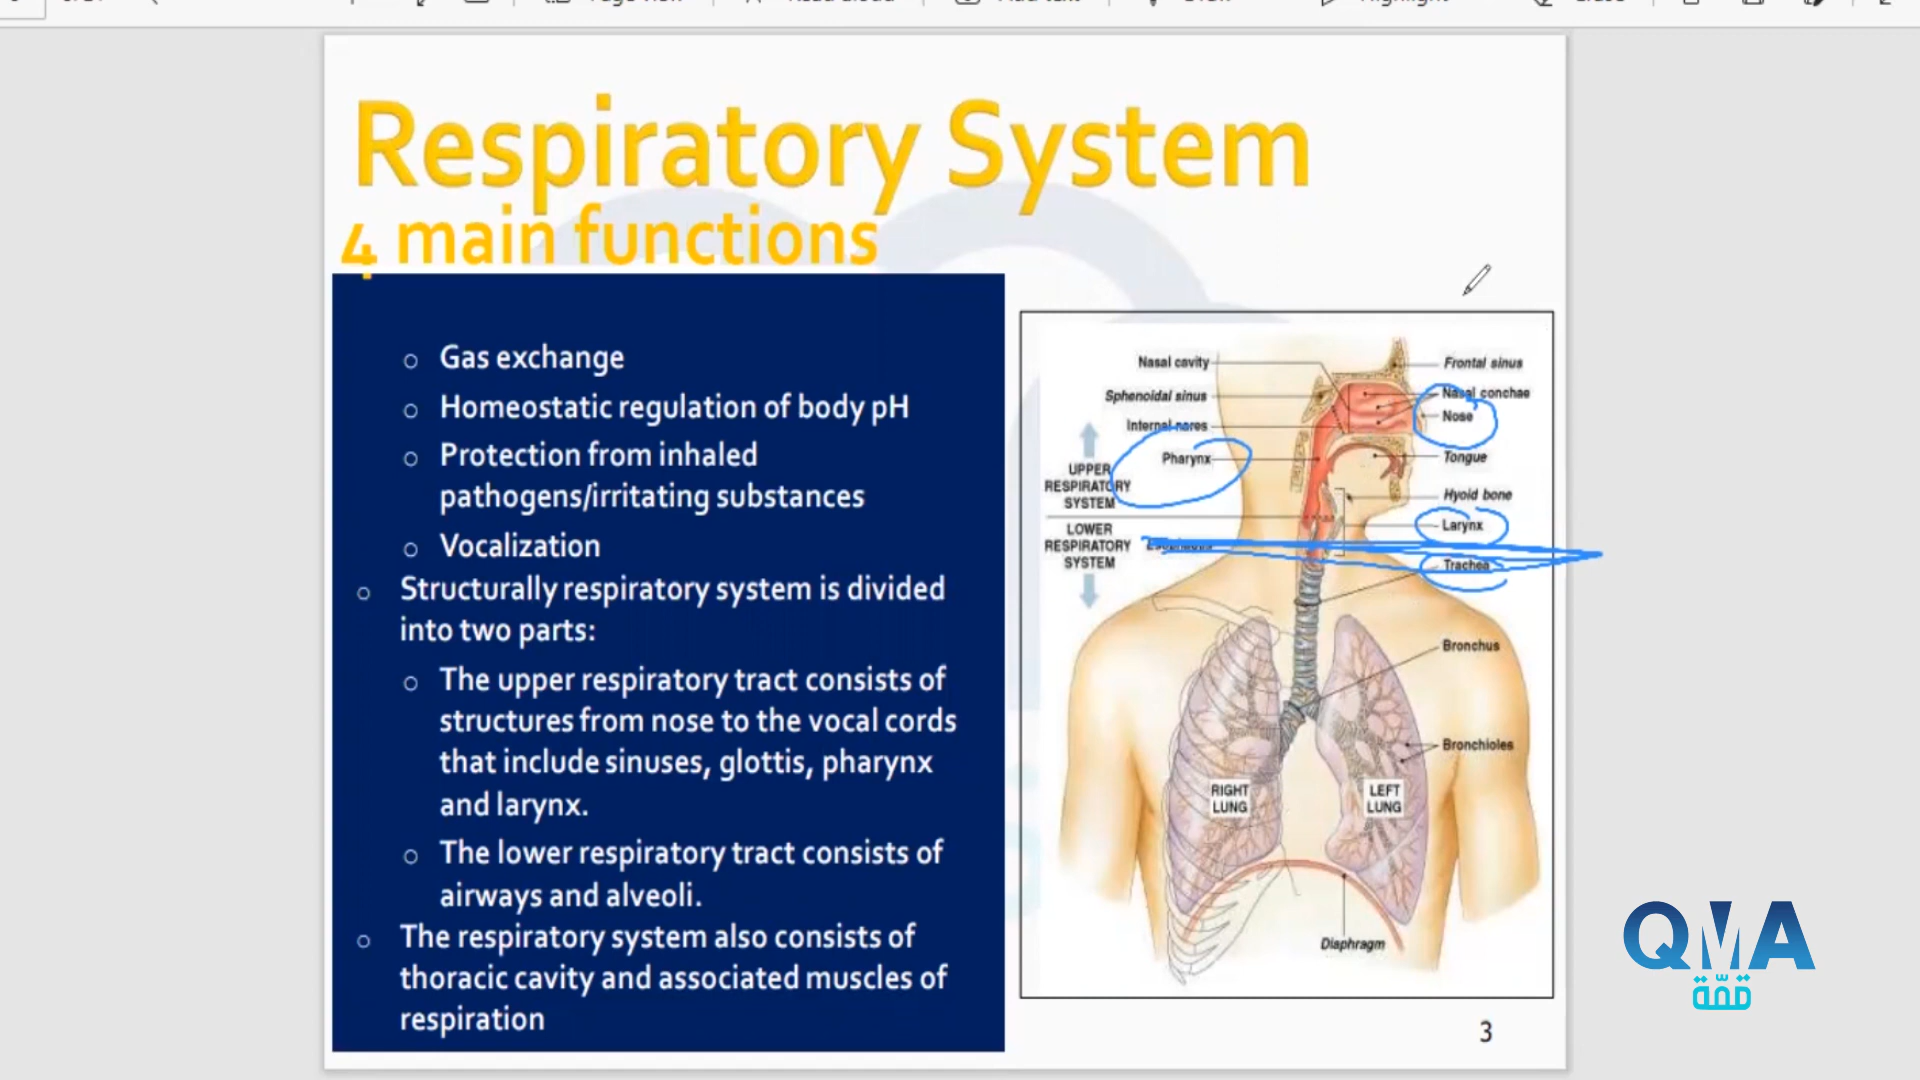 Respiratory System
4 main functions
Gas exchange
Homeostatic regulation of body pH
Protection from inhaled
pathogens/irritating substances
Vocalization
Structurally respiratory system is divided
into two parts:
The upper respiratory tract consists of
structures from nose to the vocal cords
that include sinuses, glottis, pharynx
and larynx.
The lower respiratory tract consists of
airways and alveoli.
The respiratory system also consists of
thoracic cavity and associated muscles of
respiration
Nasal cavity
Sphenoidal sinus
Internal nares
Pharynx
UPPER
RESPIRATORY
SYSTEM
LOWER
RESPIRATORY
SYSTEM
Esophagus
Frontal sinus
Nasal conchae
Nose
Tongue
Hyoid bone
Larynx
Trachea
Bronchus
Bronchioles
RIGHT
LUNG
LEFT
LUNG
Diaphragm
3
QMA
قمّة